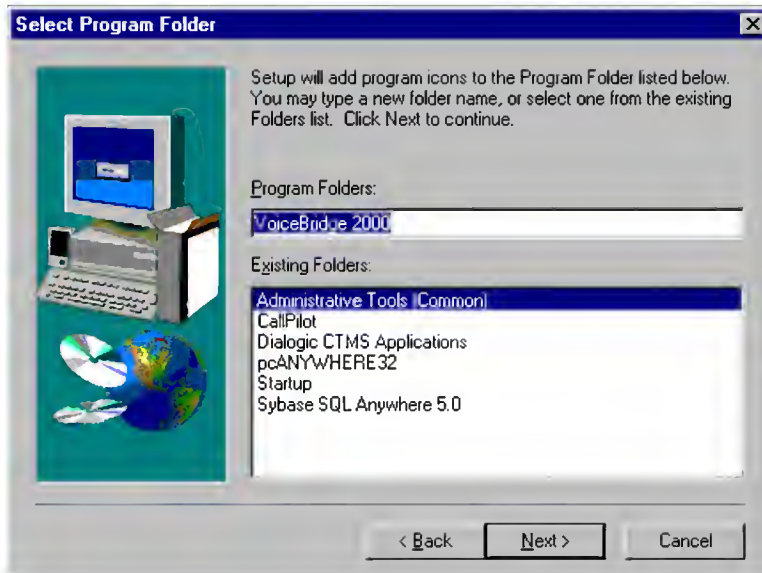 Select Program Folder
Setup will add program icons to the Program Folder listed below.
You may type a new folder name, or select one from the existing
Folders list. Click Next to continue.
Program Folders:
VoiceBridge 2000
Existing Folders:
Administrative Tools (Common)
CallPilot
Dialogic CTMS Applications
pcANYWHERE32
Startup
Sybase SQL Anywhere 5.0
< Back
Next >
Cancel